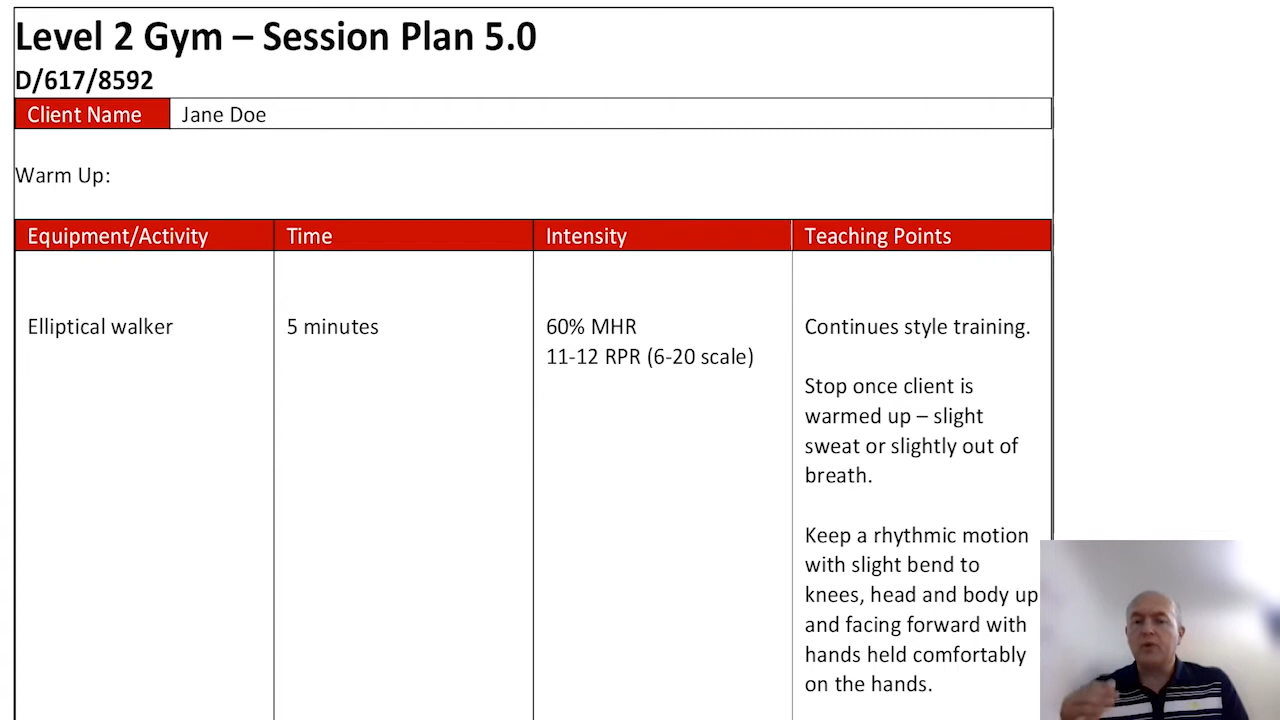 Level 2 Gym – Session Plan 5.0
D/617/8592
Client Name Jane Doe
Warm Up:
Equipment/Activity Time Intensity Teaching Points
Elliptical walker 5 minutes 60% MHR Continues style training.
11-12 RPR (6-20 scale)
Stop once client is
warmed up – slight
sweat or slightly out of
breath.
Keep a rhythmic motion
with slight bend to
knees, head and body up
and facing forward with
hands held comfortably
on the hands.